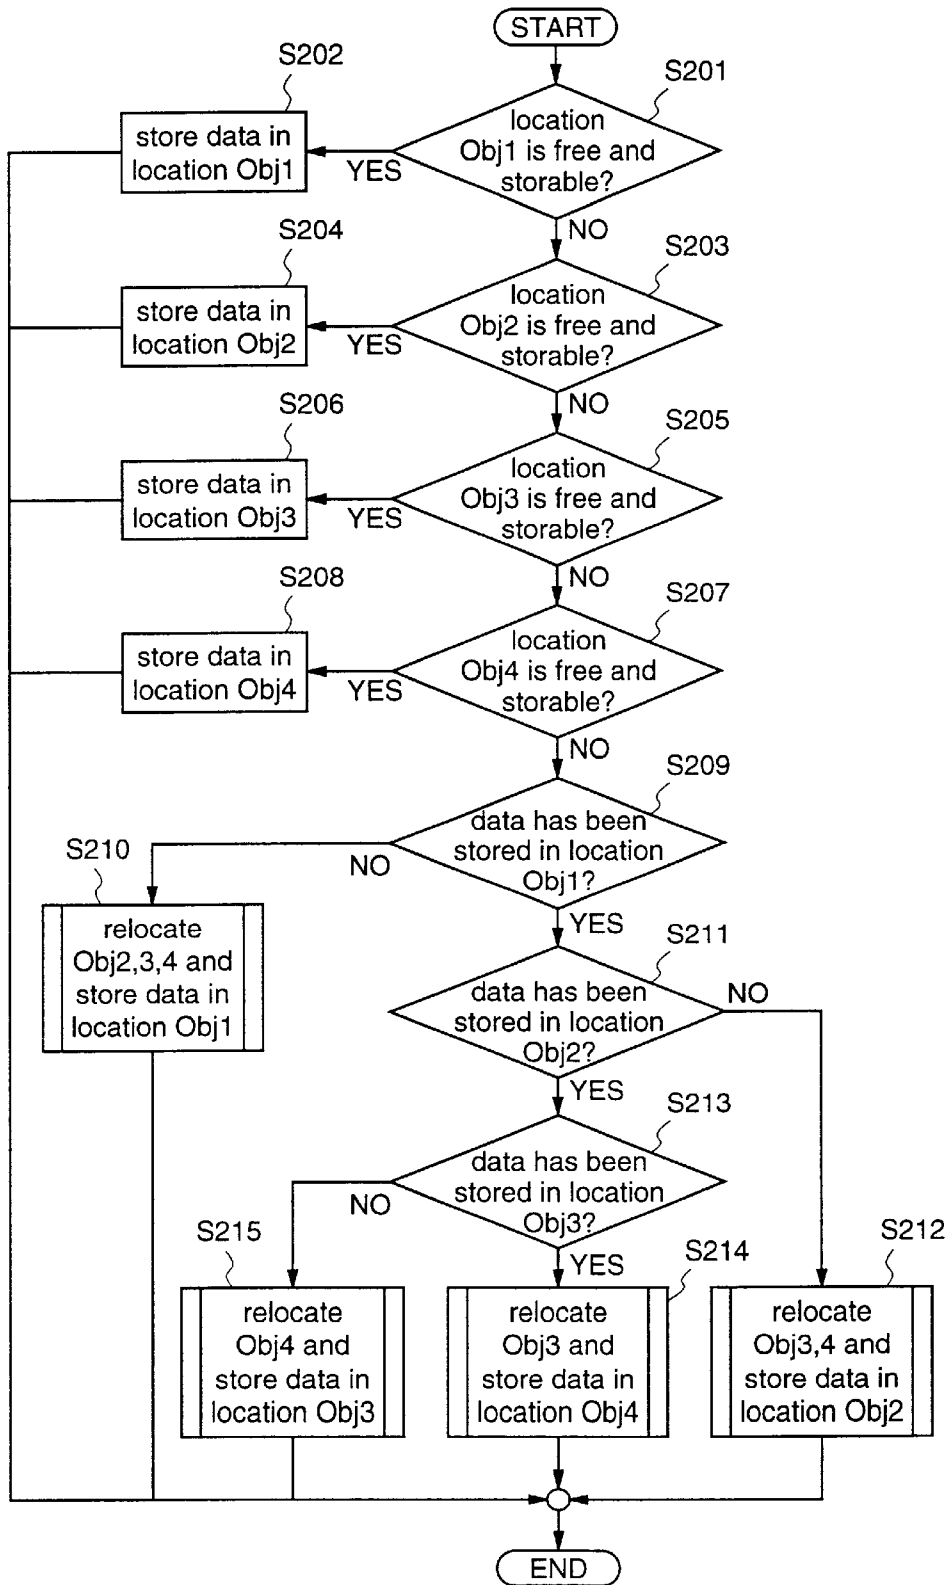 START
S202
S201
store data in
location Obj1
YES
location
Obj1 is free and
storable?
NO
S204
S203
store data in
location Obj2
YES
location
Obj2 is free and
storable?
NO
S206
S205
store data in
location Obj3
YES
location
Obj3 is free and
storable?
NO
S208
S207
store data in
location Obj4
YES
location
Obj4 is free and
storable?
NO
S209
data has been
stored in location
Obj1?
NO
YES
S210
relocate
Obj2,3,4 and
store data in
location Obj1
S211
data has been
stored in location
Obj2?
NO
YES
S213
data has been
stored in location
Obj3?
NO
YES
S215
relocate
Obj4 and
store data in
location Obj3
S214
relocate
Obj3 and
store data in
location Obj4
S212
relocate
Obj3,4 and
store data in
location Obj2
END